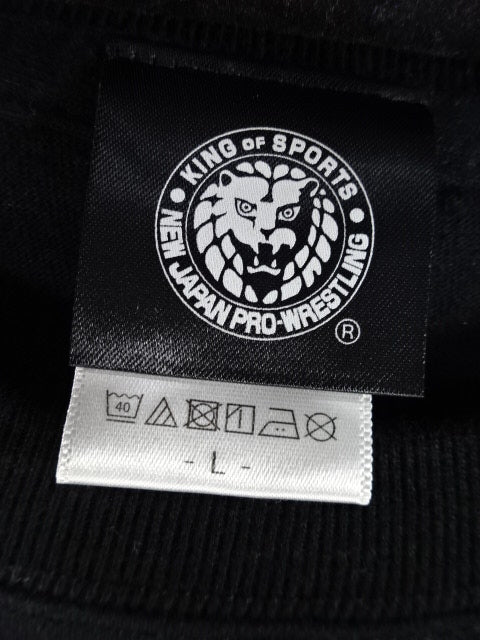 KING OF SPORTS
NEW JAPAN PRO-WRESTLING
®
40
- L -